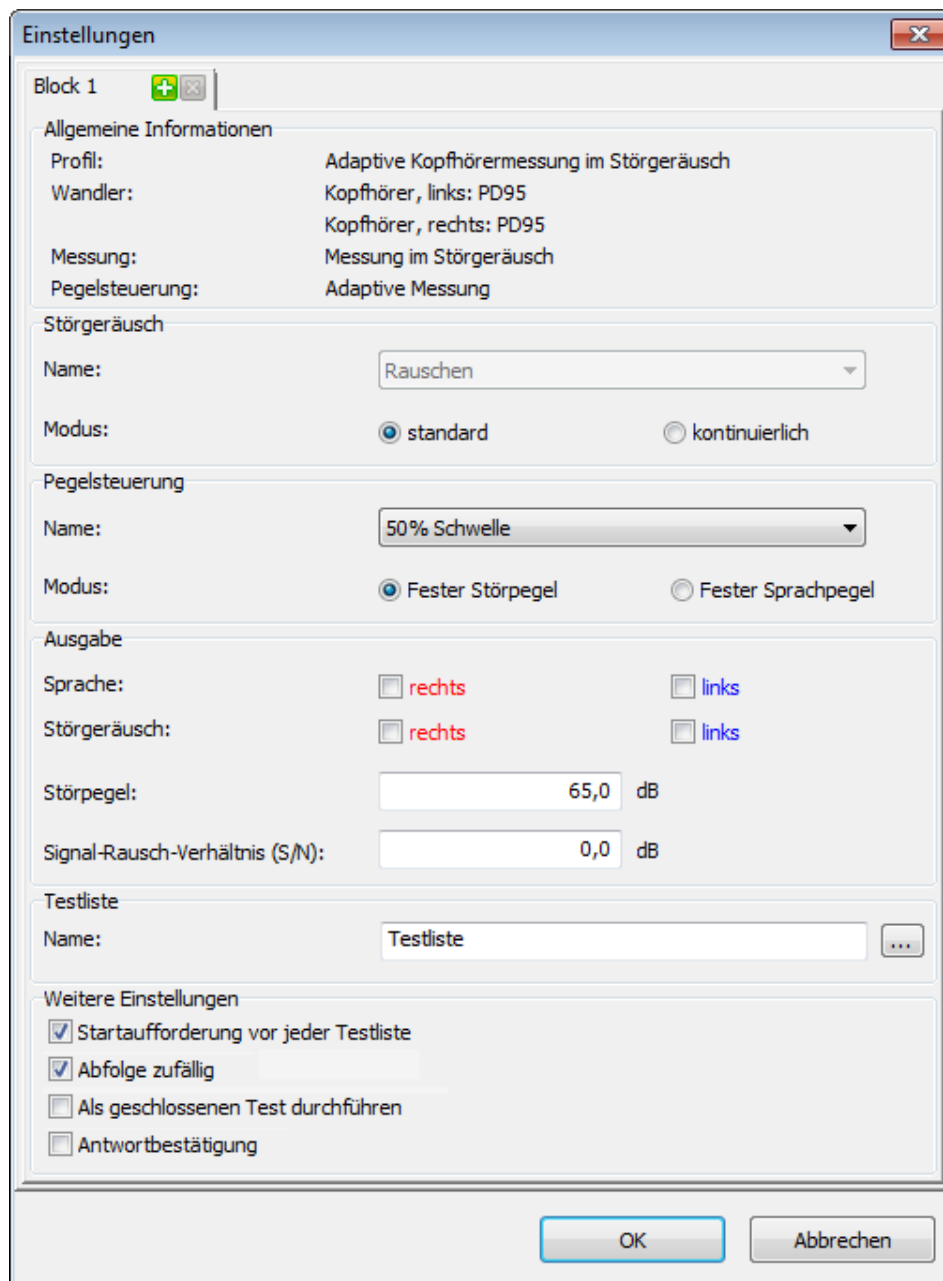 Einstellungen
Block 1
Allgemeine Informationen
Profil: Adaptive Kopfhörermessung im Störgeräusch
Wandler: Kopfhörer, links: PD95
Kopfhörer, rechts: PD95
Messung: Messung im Störgeräusch
Pegelsteuerung: Adaptive Messung
Störgeräusch
Name: Rauschen
Modus: standard kontinuierlich
Pegelsteuerung
Name: 50% Schwelle
Modus: Fester Störpegel Fester Sprachpegel
Ausgabe
Sprache: rechts links
Störgeräusch: rechts links
Störpegel: 65,0 dB
Signal-Rausch-Verhältnis (S/N): 0,0 dB
Testliste
Name: Testliste ...
Weitere Einstellungen
Startaufforderung vor jeder Testliste
Abfolge zufällig
Als geschlossenen Test durchführen
Antwortbestätigung
OK Abbrechen